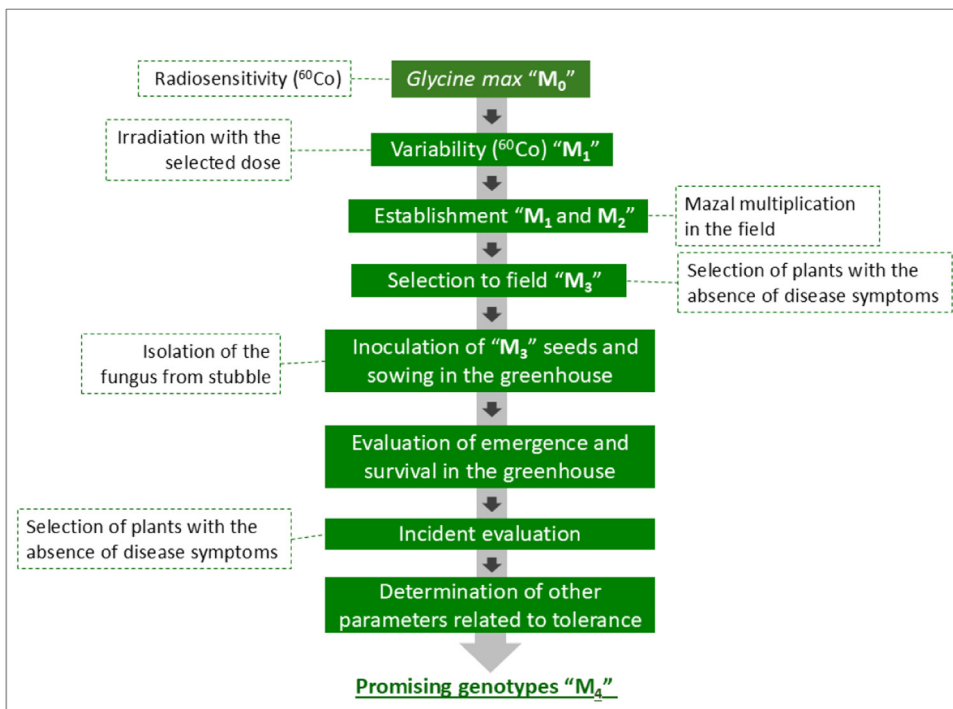 Radiosensitivity (⁶⁰Co)
Glycine max “M₀”
Irradiation with the
selected dose
Variability (⁶⁰Co) “M₁”
Establishment “M₁ and M₂”
Mazal multiplication
in the field
Selection to field “M₃”
Selection of plants with the
absence of disease symptoms
Isolation of the
fungus from stubble
Inoculation of “M₃” seeds and
sowing in the greenhouse
Evaluation of emergence and
survival in the greenhouse
Selection of plants with the
absence of disease symptoms
Incident evaluation
Determination of other
parameters related to tolerance
Promising genotypes “M₄”